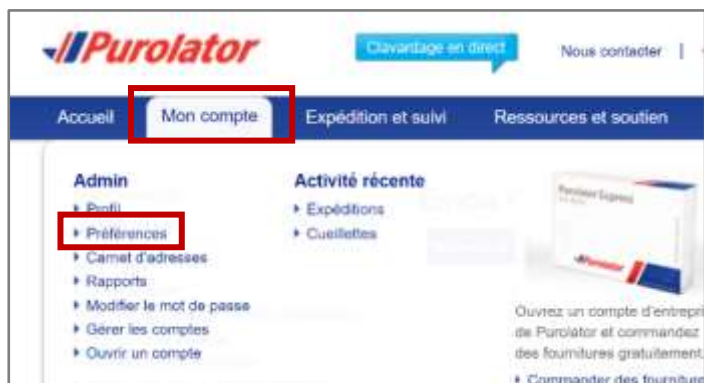 Purolator
Clavardage en direct
Nous contacter |
Accueil Mon compte Expédition et suivi Ressources et soutien
Admin
Profil
Préférences
Carnet d'adresses
Rapports
Modifier le mot de passe
Gérer les comptes
Ouvrir un compte
Activité récente
Expéditions
Cueillettes
Purolator Express
Purolator
Ouvrez un compte d'entrepri
de Purolator et commandez
des fournitures gratuitement.
Commander des fourniture